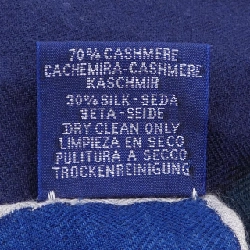 70% CASHMERE
CACHEMIRA-CASHMERE
KASCHMIR
30% SILK-SEDA
SETA-SEIDE
DRY CLEAN ONLY
LIMPIEZA EN SECO
PULITURA A SECCO
TROCKENREINIGUNG